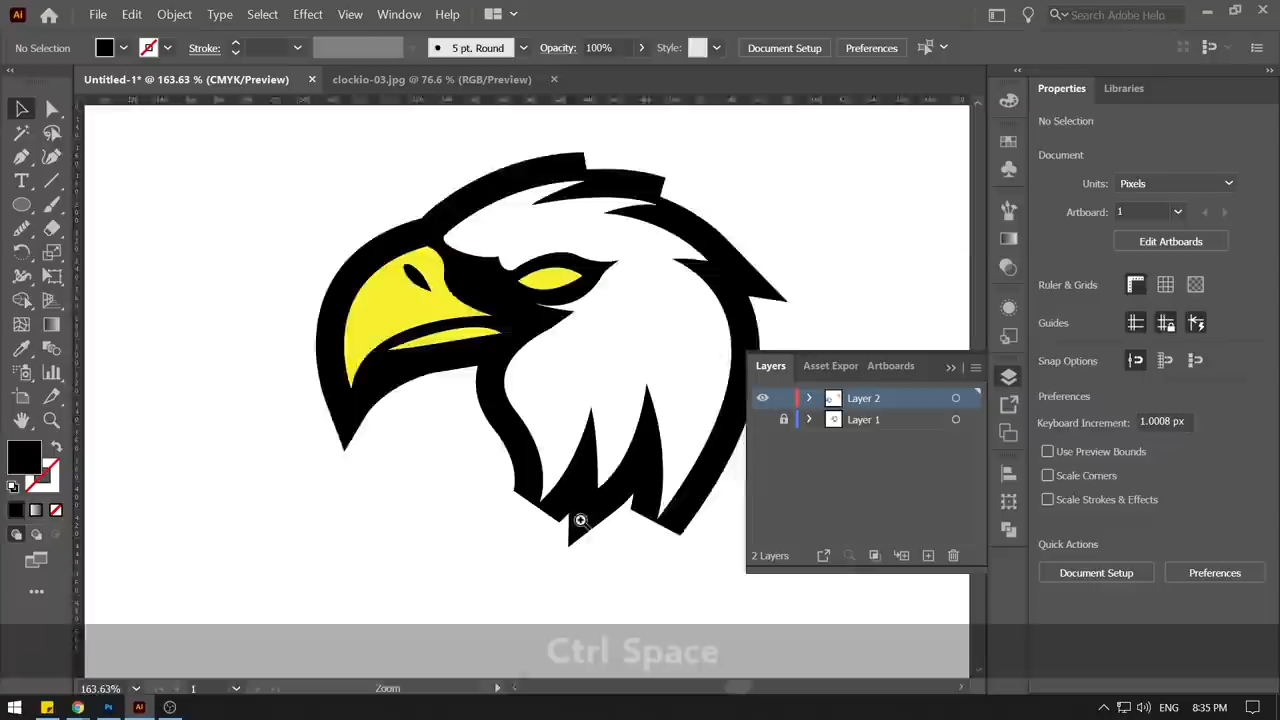 Ai File Edit Object Type Select Effect View Window Help Search Adobe Help
No Selection Stroke: 5 pt. Round Opacity: 100% Style: Document Setup Preferences
Untitled-1* @ 163.63 % (CMYK/Preview) clockio-03.jpg @ 76.6 % (RGB/Preview)
Properties Libraries
No Selection
Document
Units: Pixels
Artboard: 1
Edit Artboards
Ruler & Grids
Guides
Snap Options
Preferences
Keyboard Increment: 1.0008 px
Use Preview Bounds
Scale Corners
Scale Strokes & Effects
Quick Actions
Document Setup Preferences
Layers Asset Expor Artboards
Layer 2
Layer 1
2 Layers
Ctrl Space
163.63% 1 Zoom
Ps Ai ENG 8:35 PM